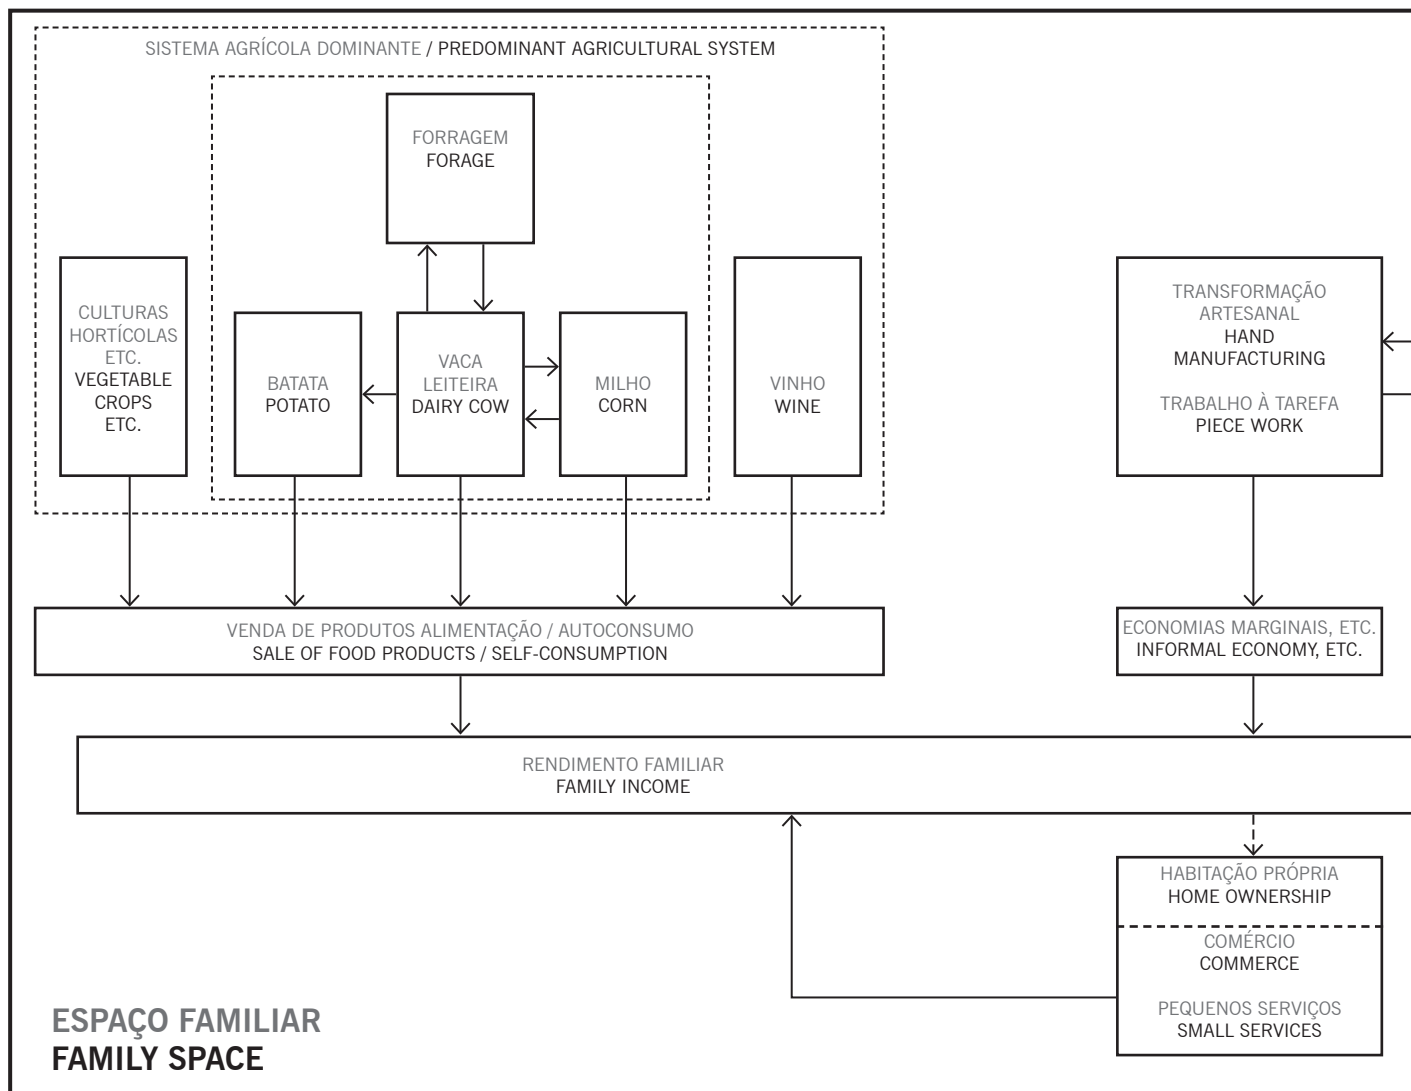 SISTEMA AGRÍCOLA DOMINANTE / PREDOMINANT AGRICULTURAL SYSTEM
FORRAGEM
FORAGE
CULTURAS
HORTÍCOLAS
ETC.
VEGETABLE
CROPS
ETC.
BATATA
POTATO
VACA
LEITEIRA
DAIRY COW
MILHO
CORN
VINHO
WINE
TRANSFORMAÇÃO
ARTESANAL
HAND
MANUFACTURING
TRABALHO À TAREFA
PIECE WORK
VENDA DE PRODUTOS ALIMENTAÇÃO / AUTOCONSUMO
SALE OF FOOD PRODUCTS / SELF-CONSUMPTION
ECONOMIAS MARGINAIS, ETC.
INFORMAL ECONOMY, ETC.
RENDIMENTO FAMILIAR
FAMILY INCOME
HABITAÇÃO PRÓPRIA
HOME OWNERSHIP
COMÉRCIO
COMMERCE
PEQUENOS SERVIÇOS
SMALL SERVICES
ESPAÇO FAMILIAR
FAMILY SPACE